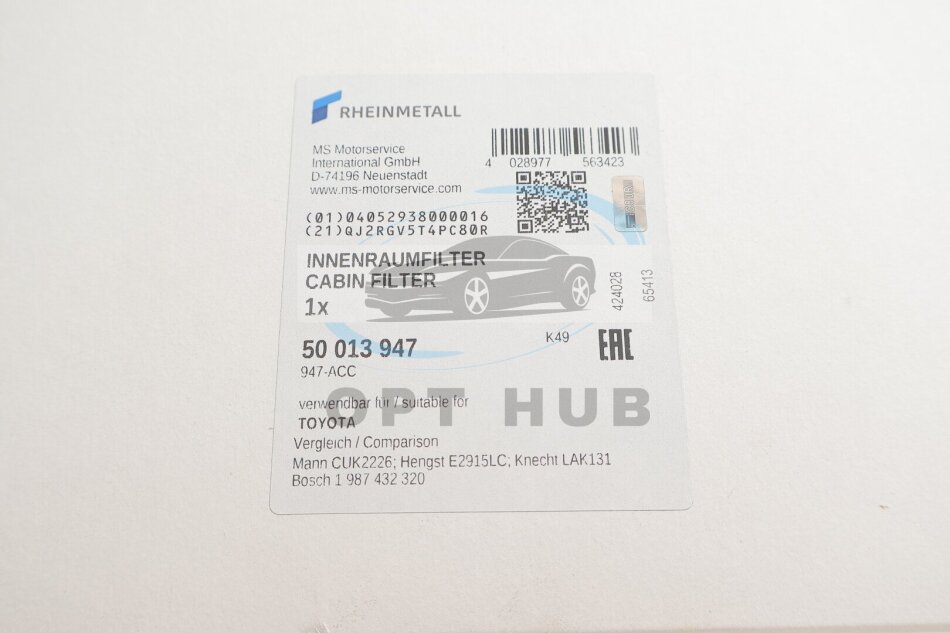 RHEINMETALL
MS Motorservice
International GmbH
D-74196 Neuenstadt
www.ms-motorservice.com
4 028977 563423
(01)04052938000016
(21)QJ2RGV5T4PC80R
INNENRAUMFILTER
CABIN FILTER
1x
424028
65413
50 013 947
K49
EAC
947-ACC
verwendbar für / suitable for
OPT HUB
TOYOTA
Vergleich / Comparison
Mann CUK2226; Hengst E2915LC; Knecht LAK131
Bosch 1 987 432 320